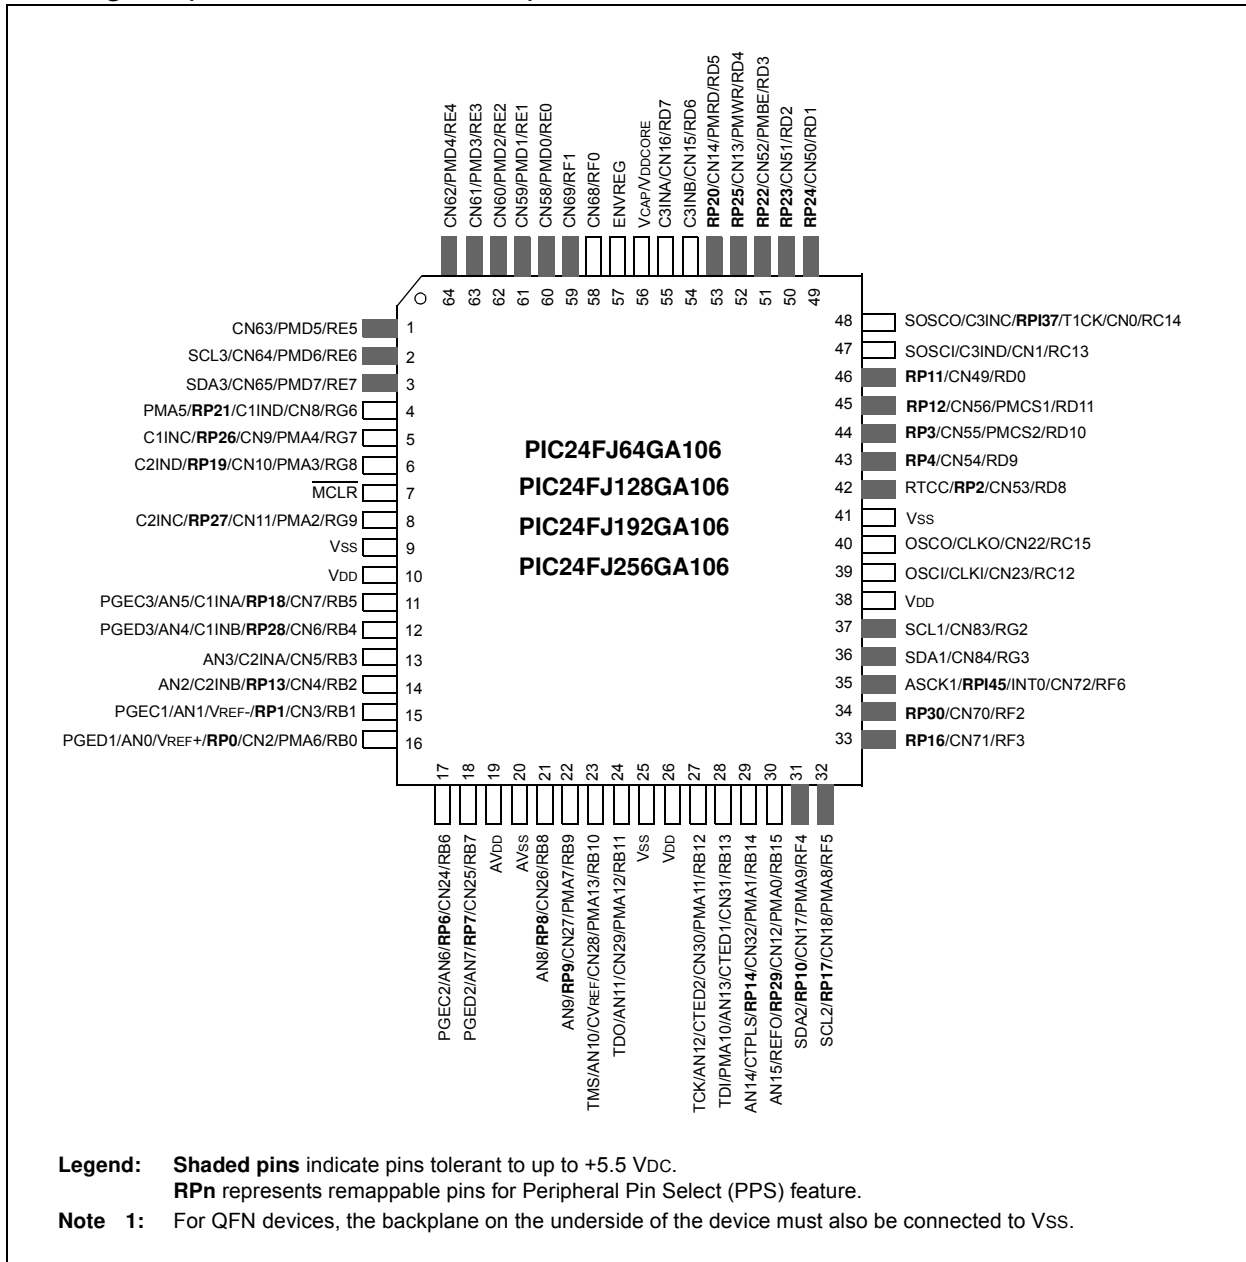 CN62/PMD4/RE4
CN61/PMD3/RE3
CN60/PMD2/RE2
CN59/PMD1/RE1
CN58/PMD0/RE0
CN69/RF1
CN68/RF0
ENVREG
VCAP/VDDCORE
C3INA/CN16/RD7
C3INB/CN15/RD6
RP20/CN14/PMRD/RD5
RP25/CN13/PMWR/RD4
RP22/CN52/PMBE/RD3
RP23/CN51/RD2
RP24/CN50/RD1
64
63
62
61
60
59
58
57
56
55
54
53
52
51
50
49
CN63/PMD5/RE5 1
SCL3/CN64/PMD6/RE6 2
SDA3/CN65/PMD7/RE7 3
PMA5/RP21/C1IND/CN8/RG6 4
C1INC/RP26/CN9/PMA4/RG7 5
C2IND/RP19/CN10/PMA3/RG8 6
MCLR 7
C2INC/RP27/CN11/PMA2/RG9 8
VSS 9
VDD 10
PGEC3/AN5/C1INA/RP18/CN7/RB5 11
PGED3/AN4/C1INB/RP28/CN6/RB4 12
AN3/C2INA/CN5/RB3 13
AN2/C2INB/RP13/CN4/RB2 14
PGEC1/AN1/VREF-/RP1/CN3/RB1 15
PGED1/AN0/VREF+/RP0/CN2/PMA6/RB0 16
PIC24FJ64GA106
PIC24FJ128GA106
PIC24FJ192GA106
PIC24FJ256GA106
48 SOSCO/C3INC/RPI37/T1CK/CN0/RC14
47 SOSCI/C3IND/CN1/RC13
46 RP11/CN49/RD0
45 RP12/CN56/PMCS1/RD11
44 RP3/CN55/PMCS2/RD10
43 RP4/CN54/RD9
42 RTCC/RP2/CN53/RD8
41 VSS
40 OSCO/CLKO/CN22/RC15
39 OSCI/CLKI/CN23/RC12
38 VDD
37 SCL1/CN83/RG2
36 SDA1/CN84/RG3
35 ASCK1/RPI45/INT0/CN72/RF6
34 RP30/CN70/RF2
33 RP16/CN71/RF3
17
18
19
20
21
22
23
24
25
26
27
28
29
30
31
32
PGEC2/AN6/RP6/CN24/RB6
PGED2/AN7/RP7/CN25/RB7
AVDD
AVSS
AN8/RP8/CN26/RB8
AN9/RP9/CN27/PMA7/RB9
TMS/AN10/CVREF/CN28/PMA13/RB10
TDO/AN11/CN29/PMA12/RB11
VSS
VDD
TCK/AN12/CTED2/CN30/PMA11/RB12
TDI/PMA10/AN13/CTED1/CN31/RB13
AN14/CTPLS/RP14/CN32/PMA1/RB14
AN15/REFO/RP29/CN12/PMA0/RB15
SDA2/RP10/CN17/PMA9/RF4
SCL2/RP17/CN18/PMA8/RF5
Legend: Shaded pins indicate pins tolerant to up to +5.5 VDC.
RPn represents remappable pins for Peripheral Pin Select (PPS) feature.
Note 1: For QFN devices, the backplane on the underside of the device must also be connected to VSS.